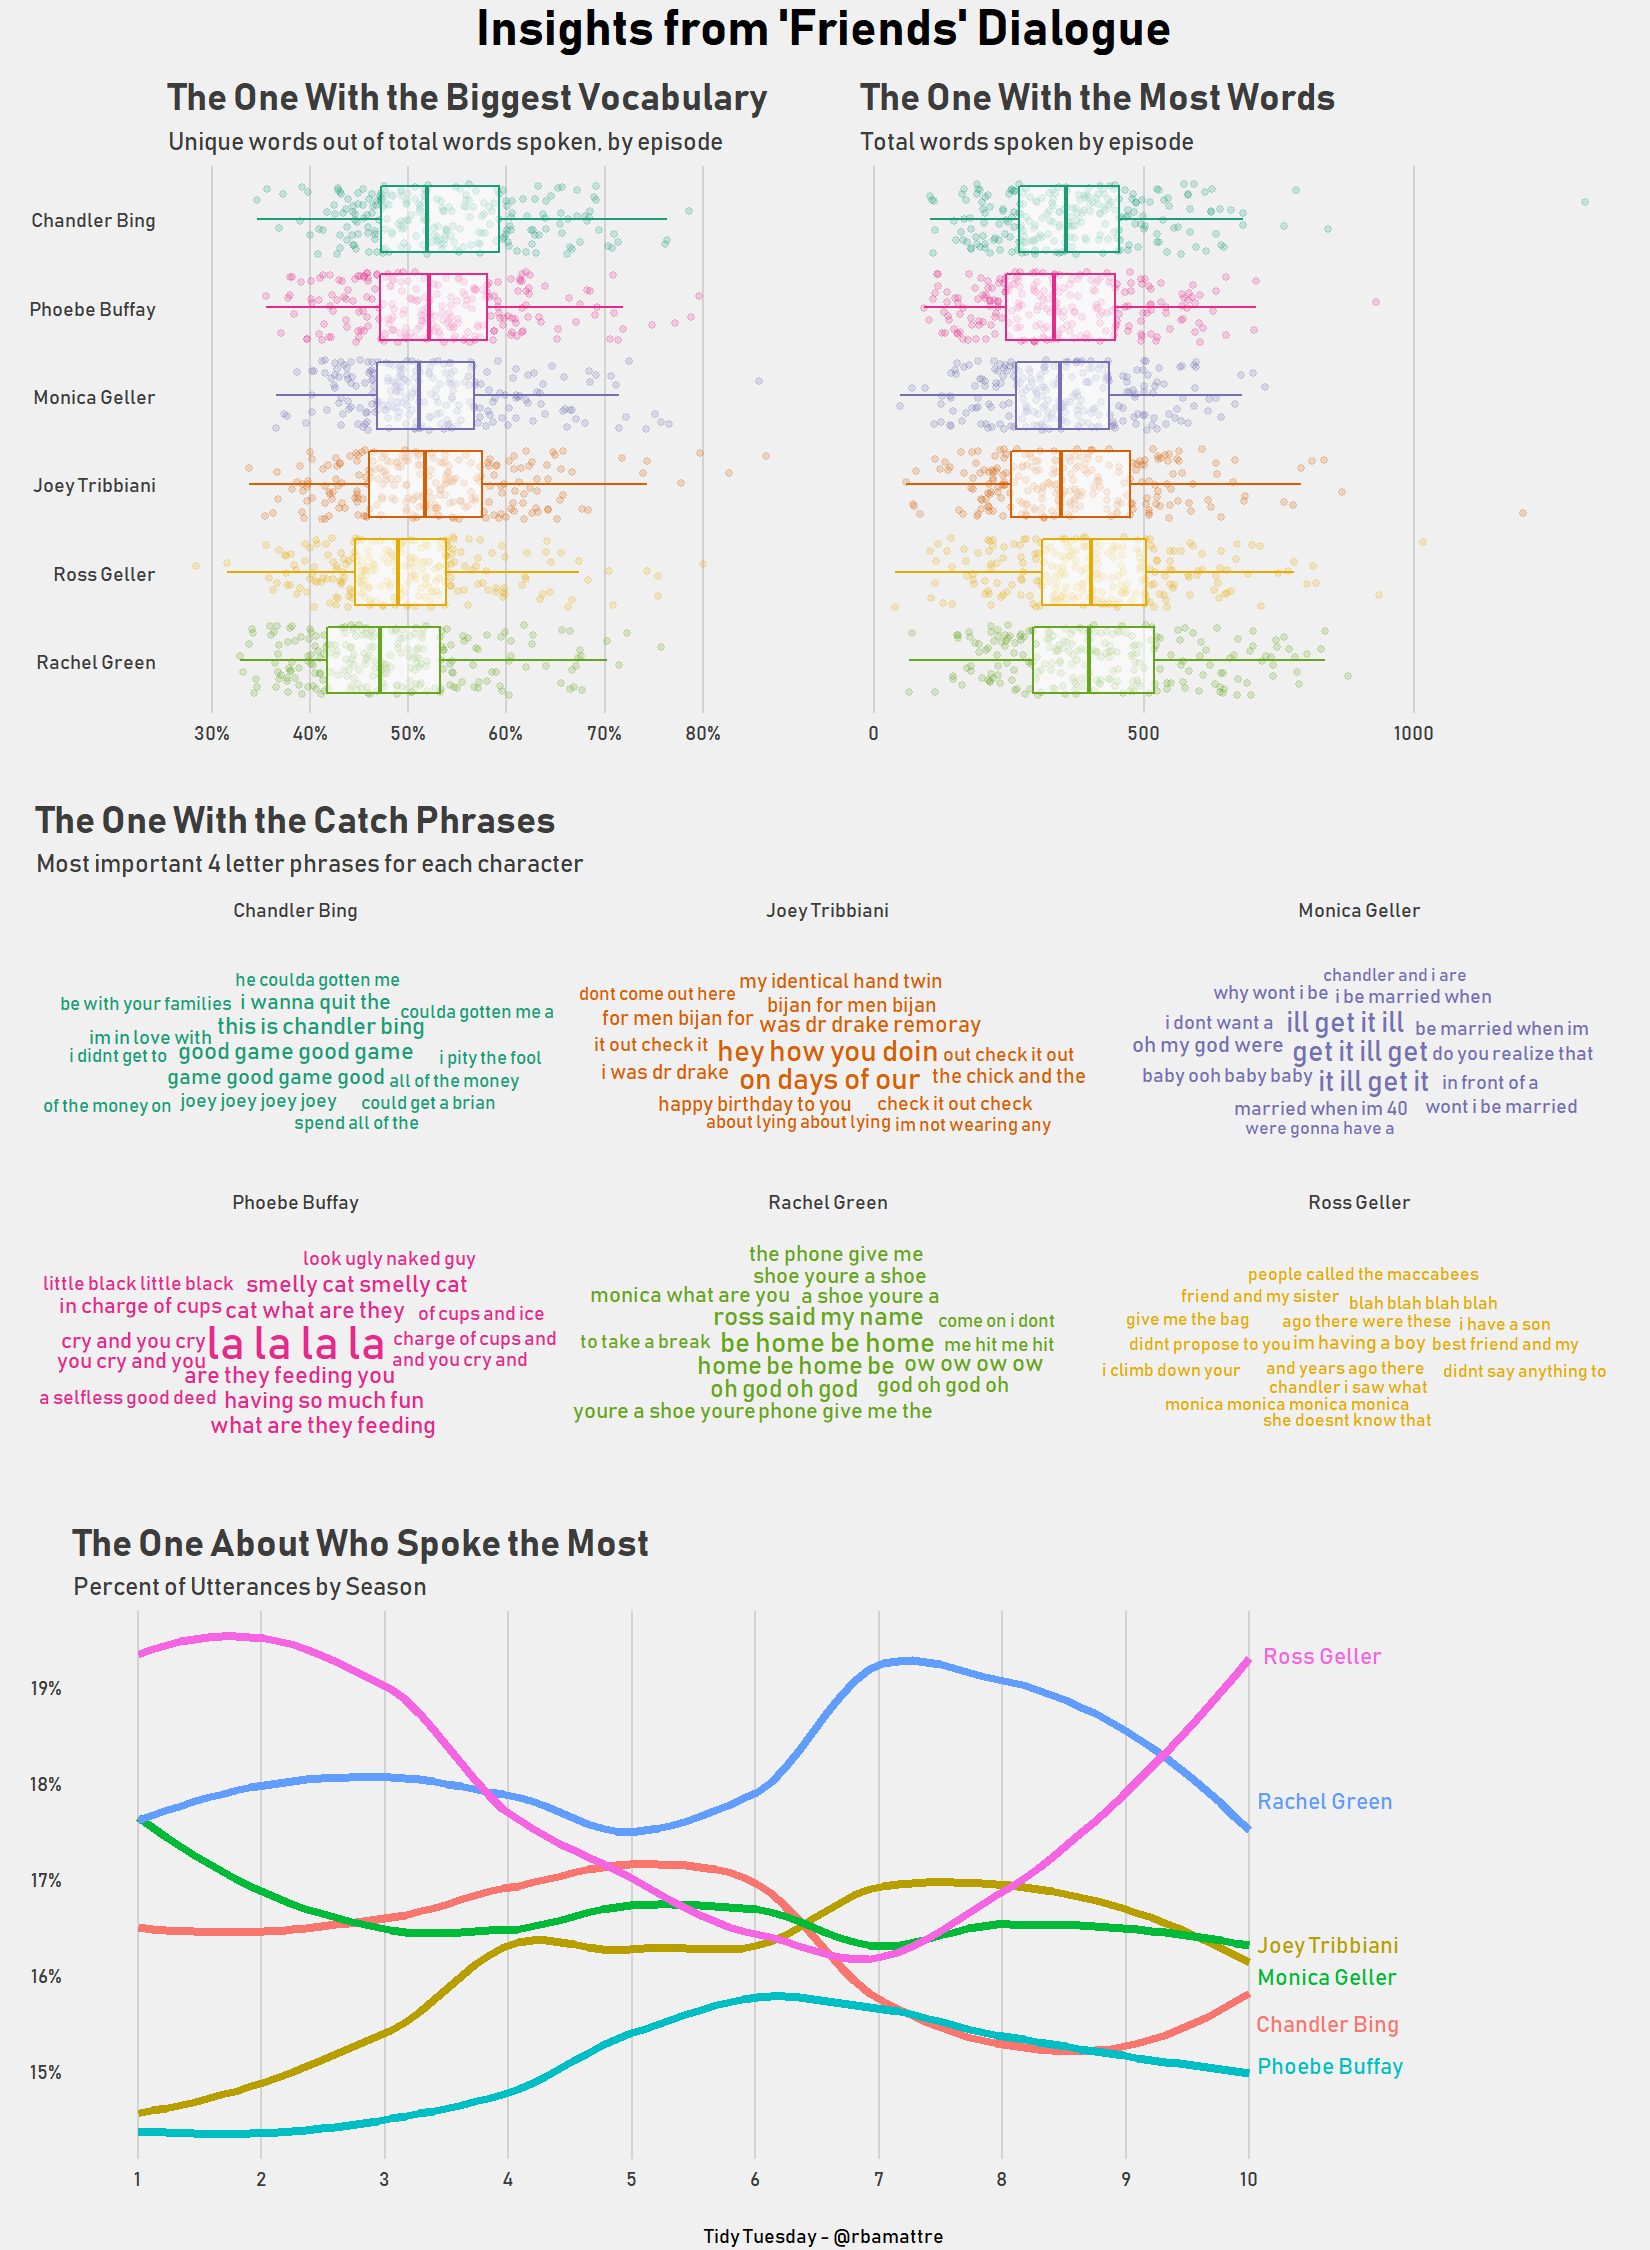 Insights from 'Friends' Dialogue
The One With the Biggest Vocabulary
Unique words out of total words spoken, by episode
The One With the Most Words
Total words spoken by episode
Chandler Bing
Phoebe Buffay
Monica Geller
Joey Tribbiani
Ross Geller
Rachel Green
30% 40% 50% 60% 70% 80%
0 500 1000
The One With the Catch Phrases
Most important 4 letter phrases for each character
Chandler Bing
he coulda gotten me
be with your families
i wanna quit the
coulda gotten me a
im in love with
this is chandler bing
i didnt get to
good game good game
i pity the fool
game good game good
all of the money
of the money on
joey joey joey joey
could get a brian
spend all of the
Joey Tribbiani
my identical hand twin
dont come out here
bijan for men bijan
for men bijan for
was dr drake remoray
it out check it
hey how you doin
out check it out
i was dr drake
on days of our
the chick and the
happy birthday to you
check it out check
about lying about lying
im not wearing any
Monica Geller
chandler and i are
why wont i be
i be married when
i dont want a
ill get it ill
be married when im
oh my god were
get it ill get
do you realize that
baby ooh baby baby
it ill get it
in front of a
married when im 40
wont i be married
were gonna have a
Phoebe Buffay
look ugly naked guy
little black little black
smelly cat smelly cat
in charge of cups
cat what are they
of cups and ice
cry and you cry
la la la la
charge of cups and
you cry and you
and you cry and
are they feeding you
a selfless good deed
having so much fun
what are they feeding
Rachel Green
the phone give me
shoe youre a shoe
monica what are you
a shoe youre a
ross said my name
come on i dont
to take a break
be home be home
me hit me hit
home be home be
ow ow ow ow
oh god oh god
god oh god oh
youre a shoe youre
phone give me the
Ross Geller
people called the maccabees
friend and my sister
blah blah blah blah
give me the bag
ago there were these
i have a son
didnt propose to you
im having a boy
best friend and my
i climb down your
and years ago there
didnt say anything to
chandler i saw what
monica monica monica monica
she doesnt know that
The One About Who Spoke the Most
Percent of Utterances by Season
19%
18%
17%
16%
15%
Ross Geller
Rachel Green
Joey Tribbiani
Monica Geller
Chandler Bing
Phoebe Buffay
1 2 3 4 5 6 7 8 9 10
Tidy Tuesday - @rbamattre